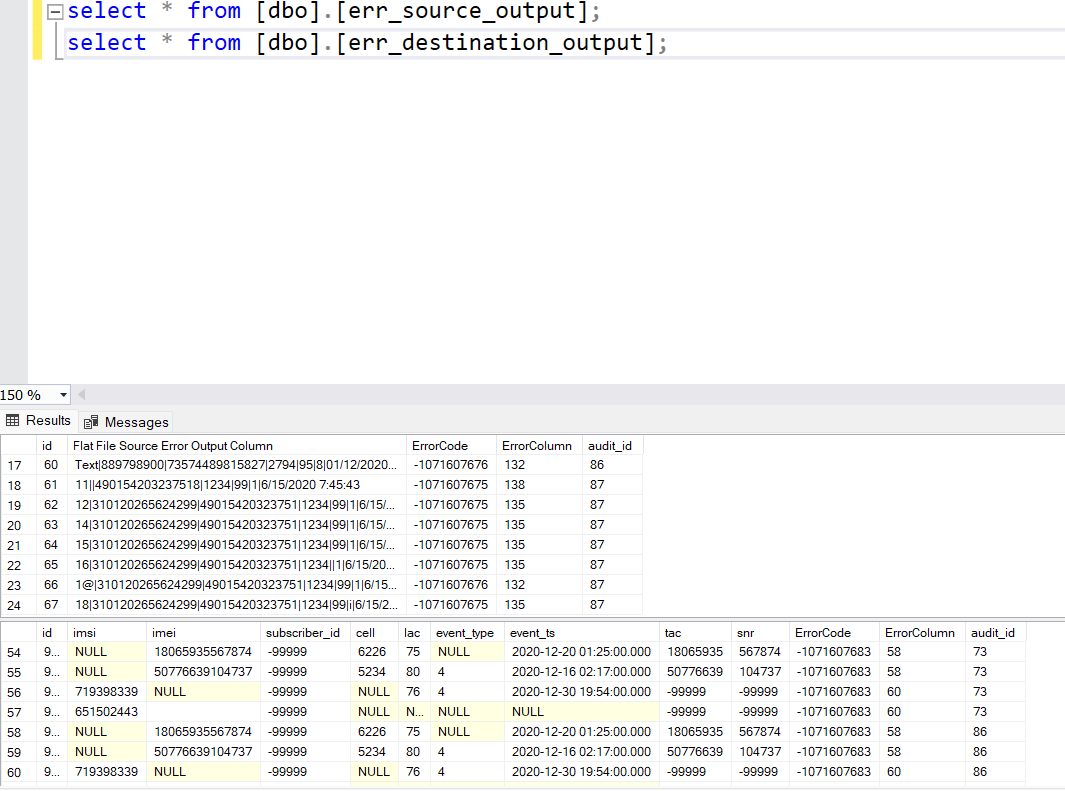 select * from [dbo].[err_source_output];
select * from [dbo].[err_destination_output];
150 %
Results Messages
id Flat File Source Error Output Column ErrorCode ErrorColumn audit_id
17 60 Text|889798900|73574489815827|2794|95|8|01/12/2020... -1071607676 132 86
18 61 11||490154203237518|1234|99|1|6/15/2020 7:45:43 -1071607675 138 87
19 62 12|310120265624299|49015420323751|1234|99|1|6/15/... -1071607675 135 87
20 63 14|310120265624299|49015420323751|1234|99|1|6/15/... -1071607675 135 87
21 64 15|310120265624299|49015420323751|1234|99|1|6/15/... -1071607675 135 87
22 65 16|310120265624299|49015420323751|1234||1|6/15/20... -1071607675 135 87
23 66 1@|310120265624299|49015420323751|1234|99|1|6/15... -1071607676 132 87
24 67 18|310120265624299|49015420323751|1234|99|i|6/15/2... -1071607675 135 87
id imsi imei subscriber_id cell lac event_type event_ts tac snr ErrorCode ErrorColumn audit_id
54 9... NULL 18065935567874 -99999 6226 75 NULL 2020-12-20 01:25:00.000 18065935 567874 -1071607683 58 73
55 9... NULL 50776639104737 -99999 5234 80 4 2020-12-16 02:17:00.000 50776639 104737 -1071607683 58 73
56 9... 719398339 NULL -99999 NULL 76 4 2020-12-30 19:54:00.000 -99999 -99999 -1071607683 60 73
57 9... 651502443 -99999 NULL N... NULL NULL -99999 -99999 -1071607683 60 73
58 9... NULL 18065935567874 -99999 6226 75 NULL 2020-12-20 01:25:00.000 18065935 567874 -1071607683 58 86
59 9... NULL 50776639104737 -99999 5234 80 4 2020-12-16 02:17:00.000 50776639 104737 -1071607683 58 86
60 9... 719398339 NULL -99999 NULL 76 4 2020-12-30 19:54:00.000 -99999 -99999 -1071607683 60 86